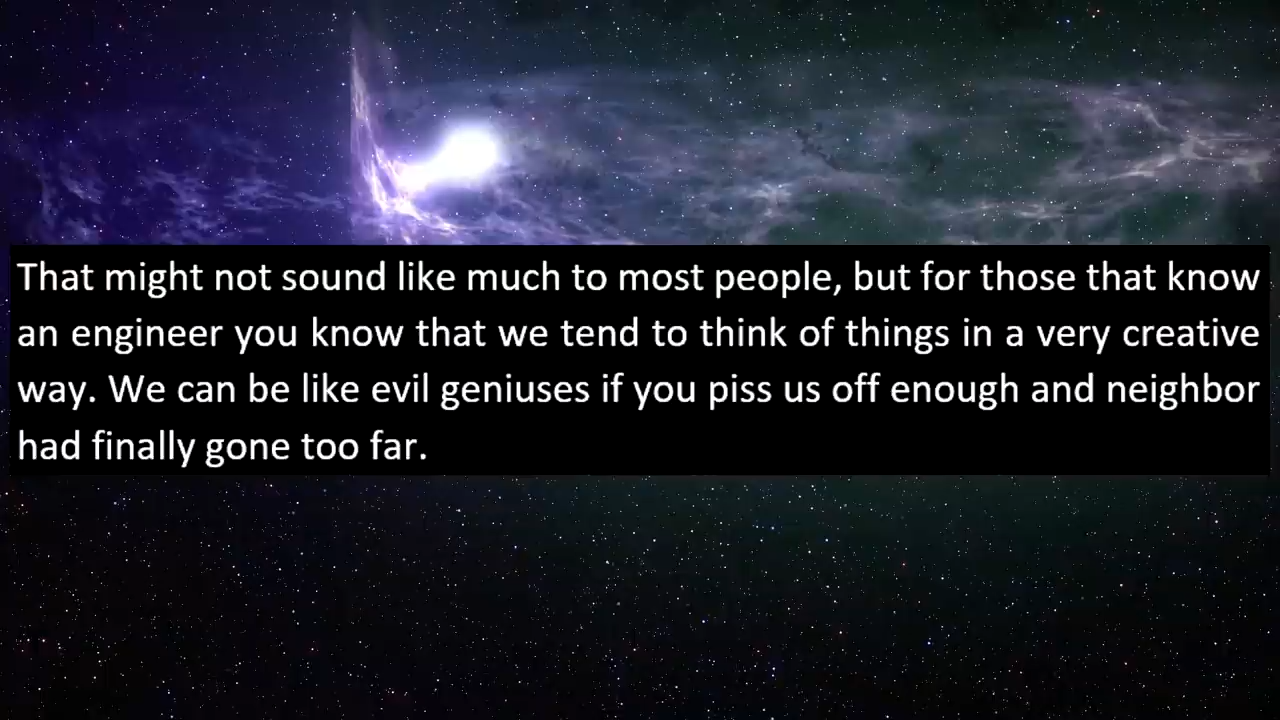 That might not sound like much to most people, but for those that know
an engineer you know that we tend to think of things in a very creative
way. We can be like evil geniuses if you piss us off enough and neighbor
had finally gone too far.